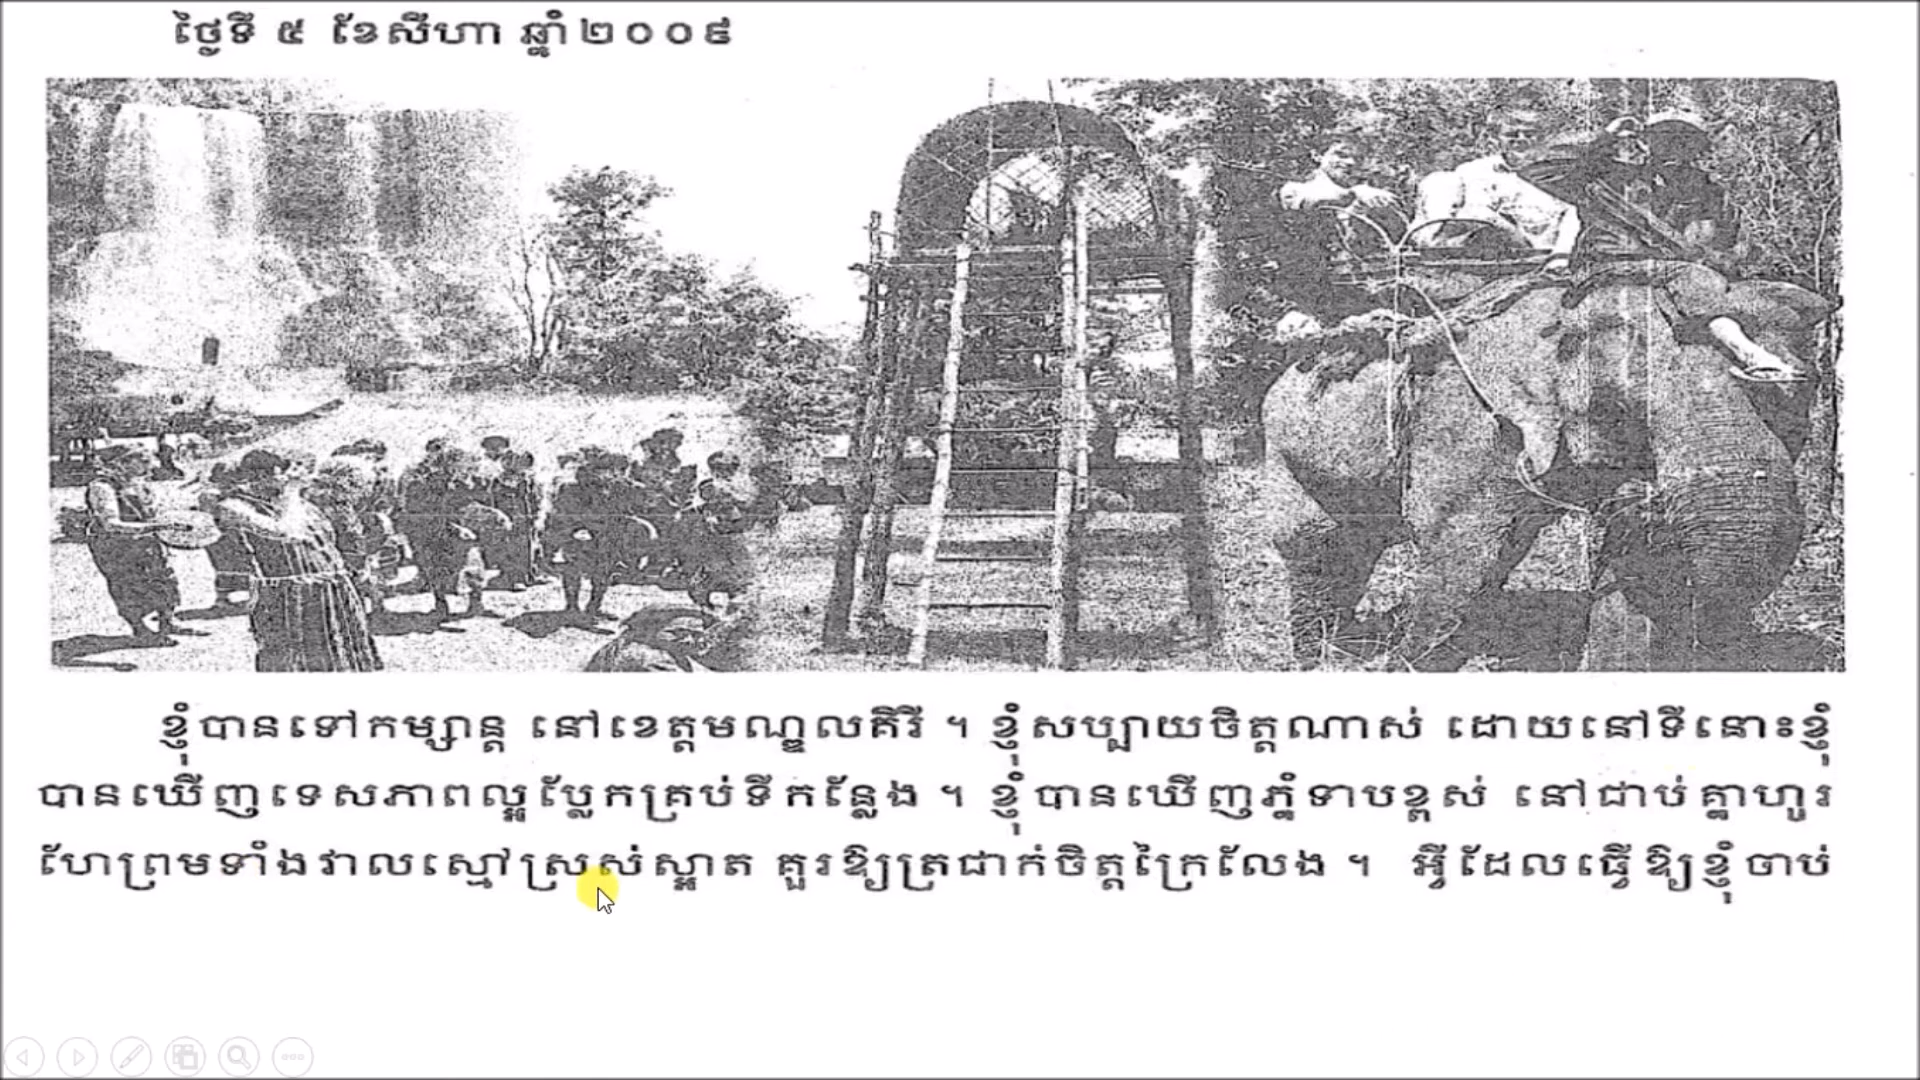 ថ្ងៃទី ៥ ខែសីហា ឆ្នាំ២០០៩
ខ្ញុំបានទៅកម្សាន្ត នៅខេត្តមណ្ឌលគិរី ។ ខ្ញុំសប្បាយចិត្តណាស់ ដោយនៅទីនោះខ្ញុំ
បានឃើញទេសភាពល្អប្លែកគ្រប់ទីកន្លែង ។ ខ្ញុំបានឃើញភ្នំទាបខ្ពស់ នៅជាប់គ្នាហូរ
ហែព្រមទាំងវាលស្មៅស្រស់ស្អាត គួរឱ្យត្រជាក់ចិត្តក្រៃលែង ។ អ្វីដែលធ្វើឱ្យខ្ញុំចាប់